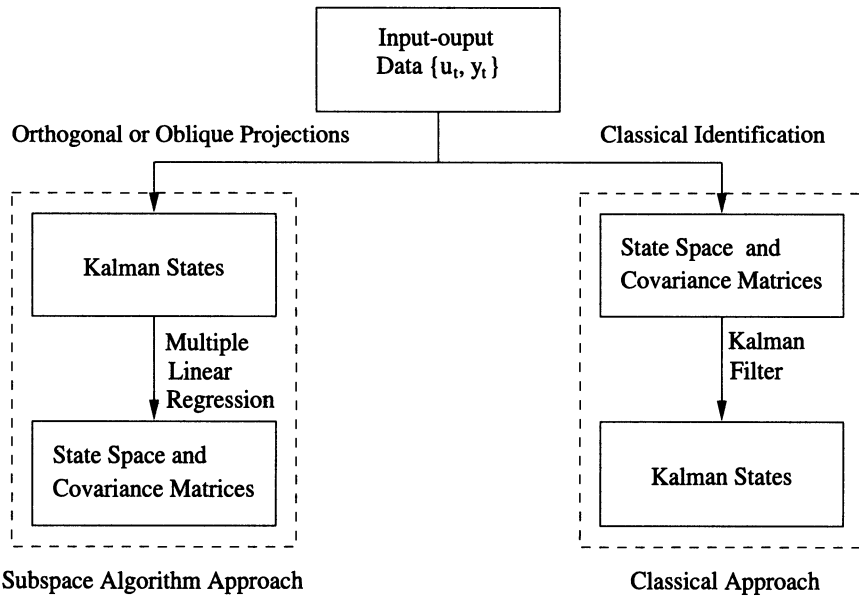 Input-ouput
Data {u_t, y_t}
Orthogonal or Oblique Projections
Classical Identification
Kalman States
Multiple
Linear
Regression
State Space and
Covariance Matrices
Subspace Algorithm Approach
State Space and
Covariance Matrices
Kalman
Filter
Kalman States
Classical Approach